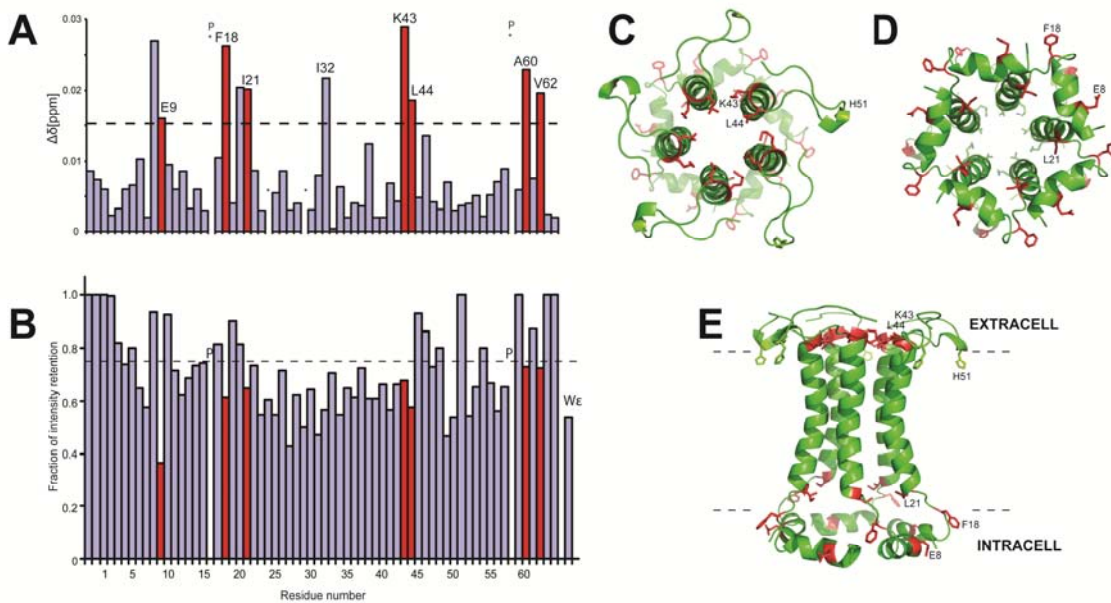 A
Δδ[ppm]
0.03
0.02
0.01
0
E9
P
*
F18
I21
*
*
I32
K43
L44
P
*
A60
V62
B
Fraction of intensity retention
1.0
0.8
0.6
0.4
0.2
0
P
P
Wε
1 5 10 15 20 25 30 35 40 45 50 55 60
Residue number
C
K43
L44
H51
D
F18
E8
L21
E
K43
L44
EXTRACELL
H51
L21
F18
E8
INTRACELL